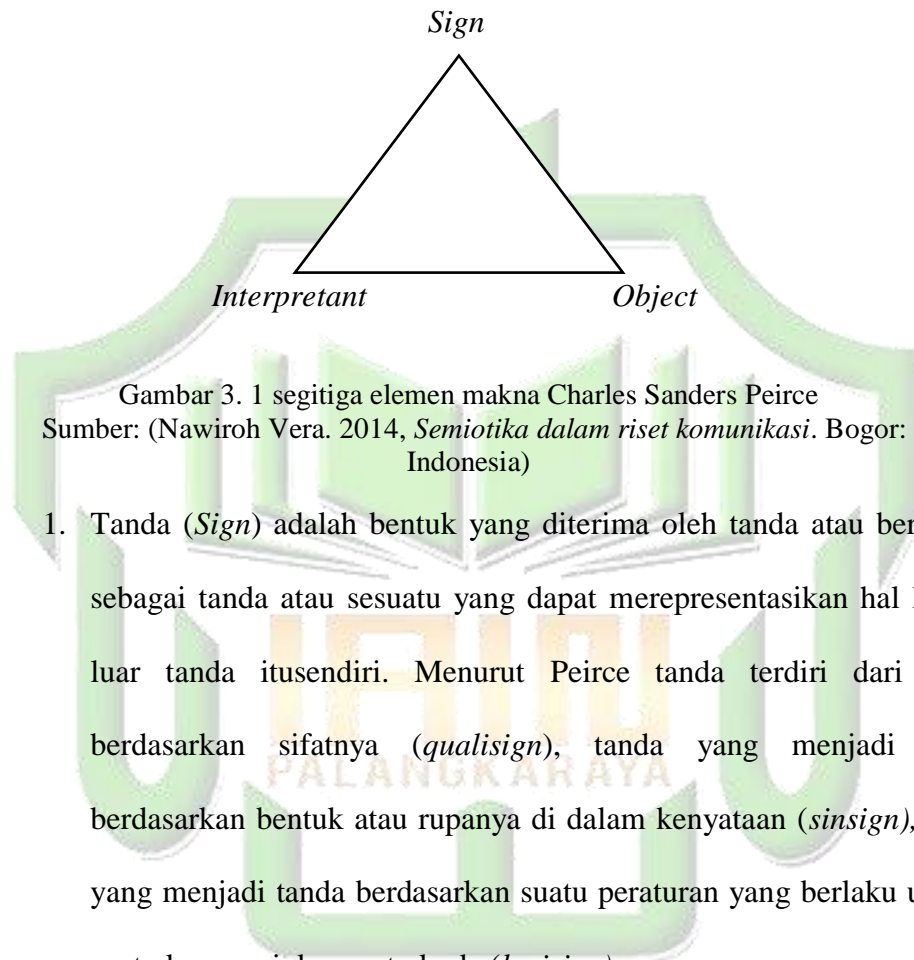 Sign
Interpretant Object
Gambar 3. 1 segitiga elemen makna Charles Sanders Peirce
Sumber: (Nawiroh Vera. 2014, Semiotika dalam riset komunikasi. Bogor:
Indonesia)
1. Tanda (Sign) adalah bentuk yang diterima oleh tanda atau
sebagai tanda atau sesuatu yang dapat merepresentasikan hal
luar tanda itusendiri. Menurut Peirce tanda terdiri dari
berdasarkan sifatnya (qualisign), tanda yang menjadi
berdasarkan bentuk atau rupanya di dalam kenyataan (sinsign),
yang menjadi tanda berdasarkan suatu peraturan yang berlaku
IAIN
PALANGKARAYA